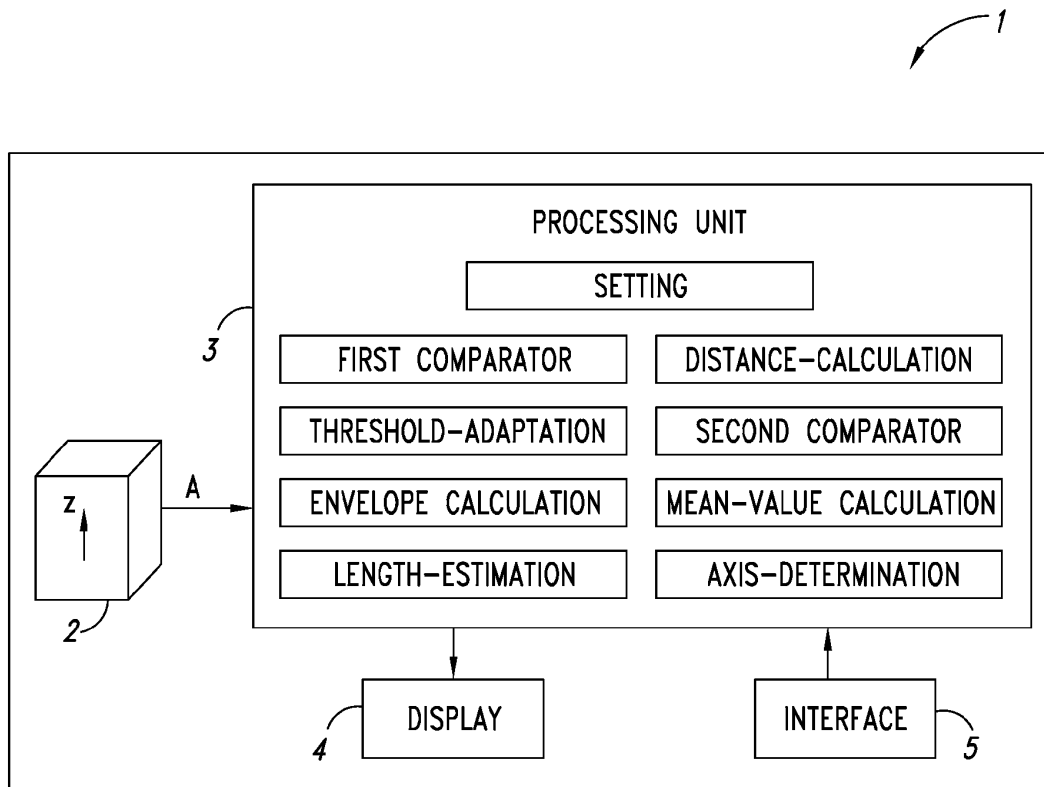 1
PROCESSING UNIT
SETTING
3
FIRST COMPARATOR
DISTANCE-CALCULATION
THRESHOLD-ADAPTATION
SECOND COMPARATOR
z
A
ENVELOPE CALCULATION
MEAN-VALUE CALCULATION
LENGTH-ESTIMATION
AXIS-DETERMINATION
2
4
DISPLAY
INTERFACE
5